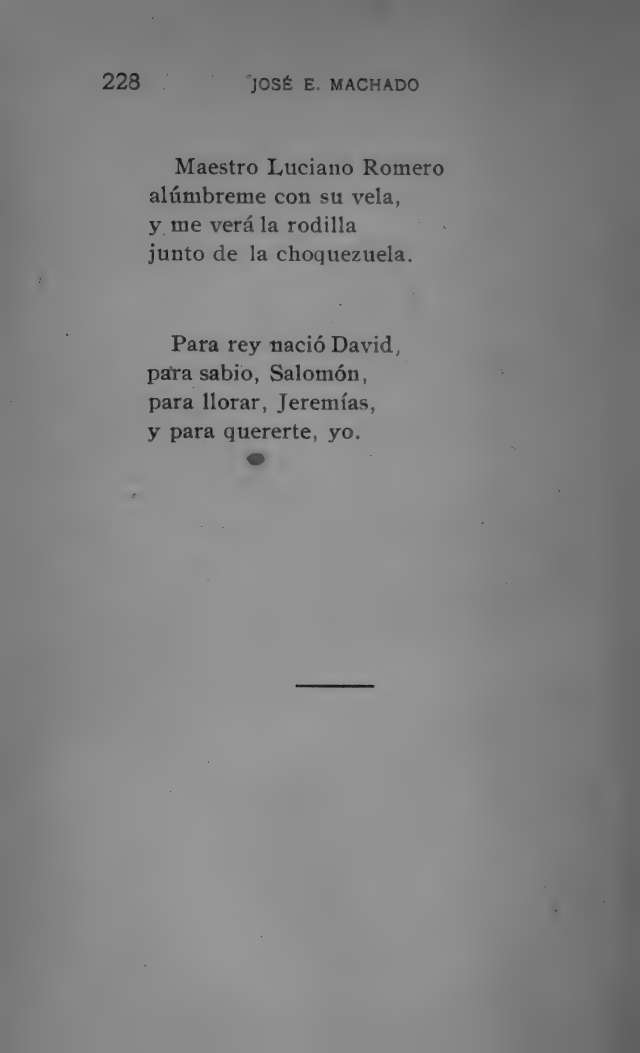 228 JOSÉ E. MACHADO
Maestro Luciano Romero
alúmbreme con su vela,
y me verá la rodilla
junto de la choquezuela.
Para rey nació David,
para sabio, Salomón,
para llorar, Jeremías,
y para quererte, yo.